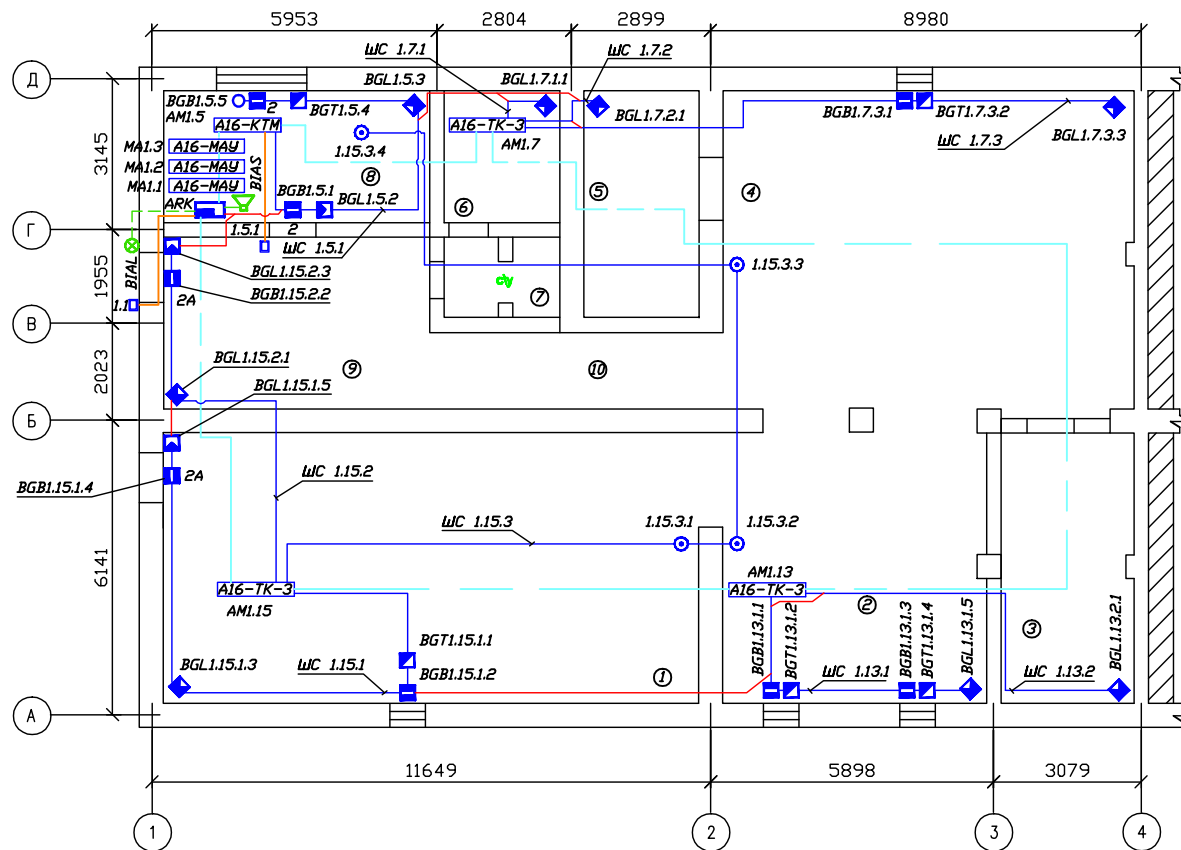 5953
2804
2899
8980
ШС 1.7.1
ШС 1.7.2
Д
BGL1.5.3
BGL1.7.1.1
BGB1.5.5
AM1.5
2
BGT1.5.4
BGL1.7.2.1
BGB1.7.3.1
BGT1.7.3.2
BGL1.7.3.3
ШС 1.7.3
A16-КТМ
A16-ТК-3
AM1.7
3145
MA1.3
A16-МАУ
MA1.2
A16-МАУ
MA1.1
A16-МАУ
BIAS
1.15.3.4
8
BGB1.5.1
BGL1.5.2
ARK
5
4
6
Г
1.5.1
2
ШС 1.5.1
BIAL
BGL1.15.2.3
BGB1.15.2.2
2А
1.1
1955
1.15.3.3
с/у
7
В
2023
BGL1.15.2.1
9
10
BGL1.15.1.5
Б
2А
BGB1.15.1.4
ШС 1.15.2
ШС 1.15.3
1.15.3.1
1.15.3.2
6141
A16-ТК-3
AM1.15
AM1.13
A16-ТК-3
2
3
BGB1.13.1.1
BGT1.13.1.2
BGB1.13.1.3
BGT1.13.1.4
BGL1.13.1.5
BGL1.13.2.1
BGT1.15.1.1
BGB1.15.1.2
BGL1.15.1.3
ШС 1.15.1
1
ШС 1.13.1
ШС 1.13.2
А
11649
5898
3079
1
2
3
4